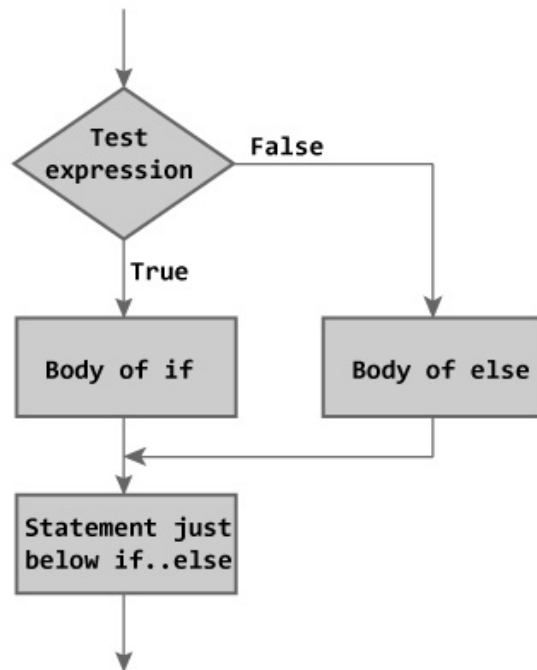 Test
expression
False
True
Body of if
Body of else
Statement just
below if..else